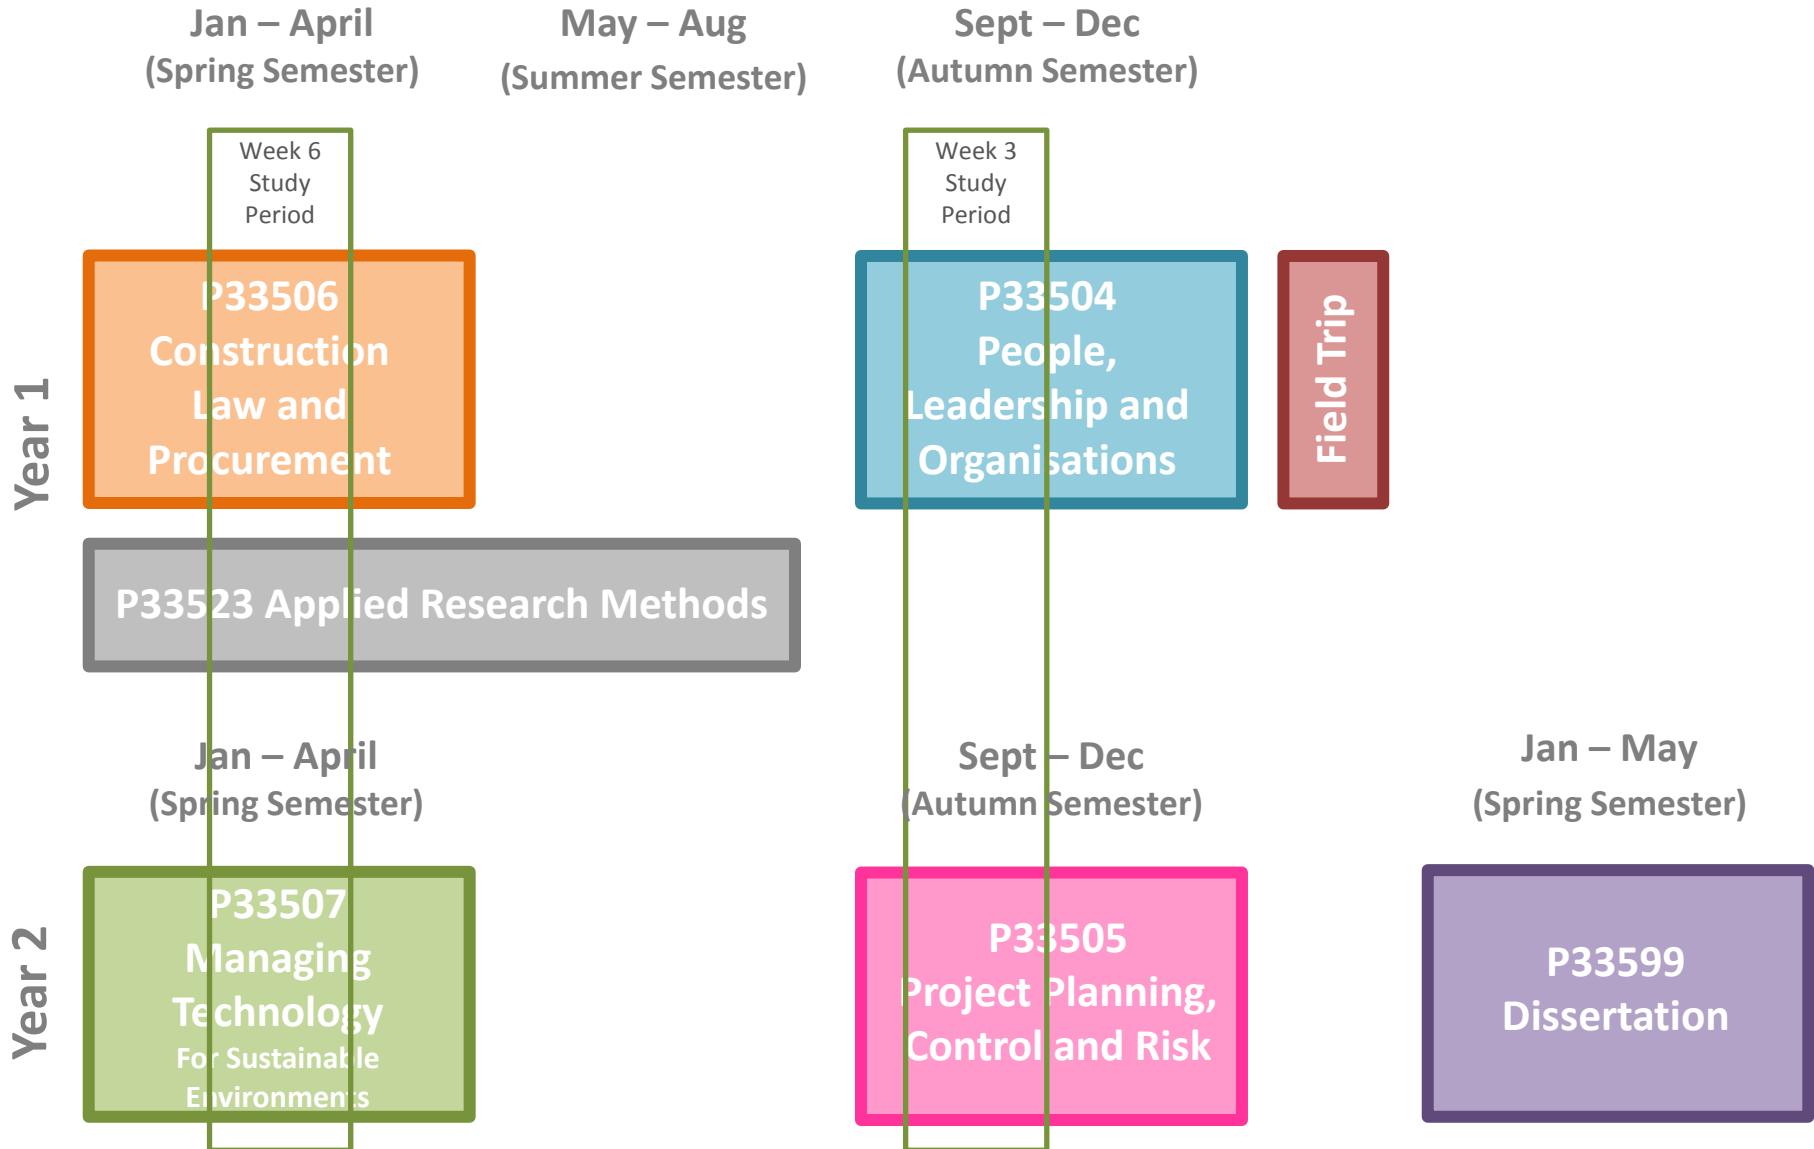 Jan – April
(Spring Semester)
May – Aug
(Summer Semester)
Sept – Dec
(Autumn Semester)
Week 6
Study
Period
Week 3
Study
Period
Year 1
P33506
Construction
Law and
Procurement
P33504
People,
Leadership and
Organisations
Field Trip
P33523 Applied Research Methods
Jan – April
(Spring Semester)
Sept – Dec
(Autumn Semester)
Jan – May
(Spring Semester)
Year 2
P33507
Managing
Technology
For Sustainable
Environments
P33505
Project Planning,
Control and Risk
P33599
Dissertation